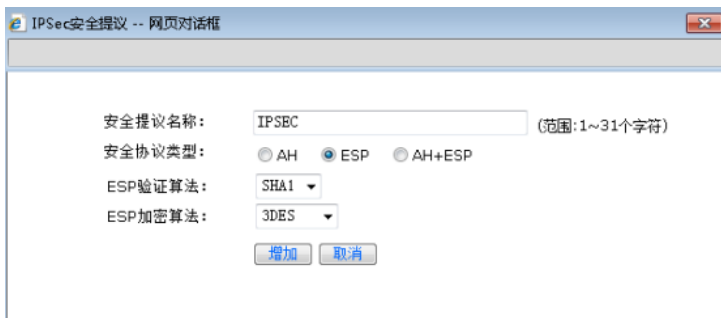 IPSec安全提议 -- 网页对话框
安全提议名称： IPSEC (范围:1~31个字符)
安全协议类型： AH ESP AH+ESP
ESP验证算法： SHA1
ESP加密算法： 3DES
增加 取消